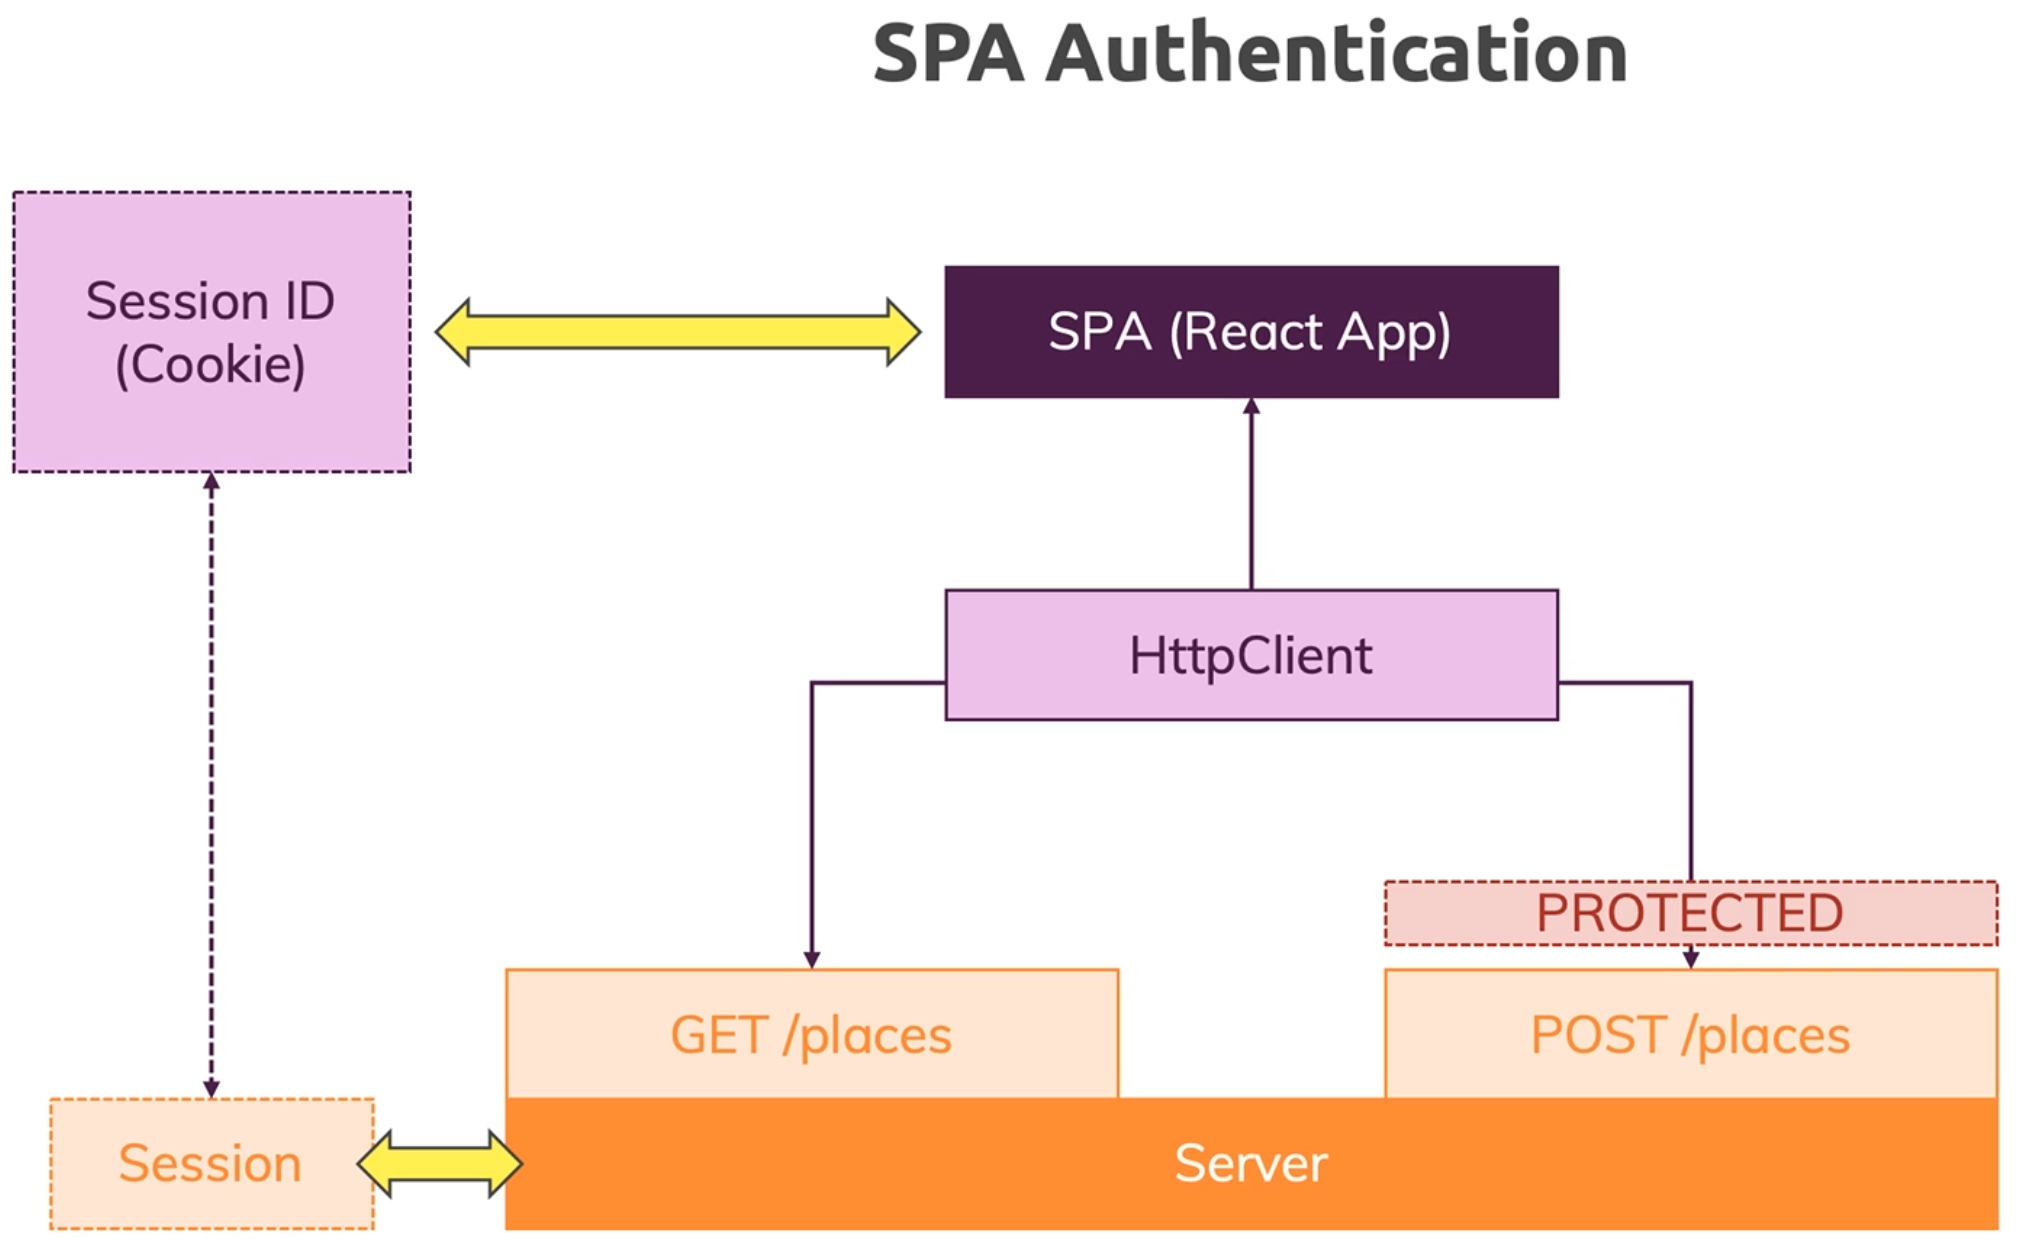 SPA Authentication
Session ID
(Cookie)
SPA (React App)
HttpClient
PROTECTED
GET /places
POST /places
Session
Server